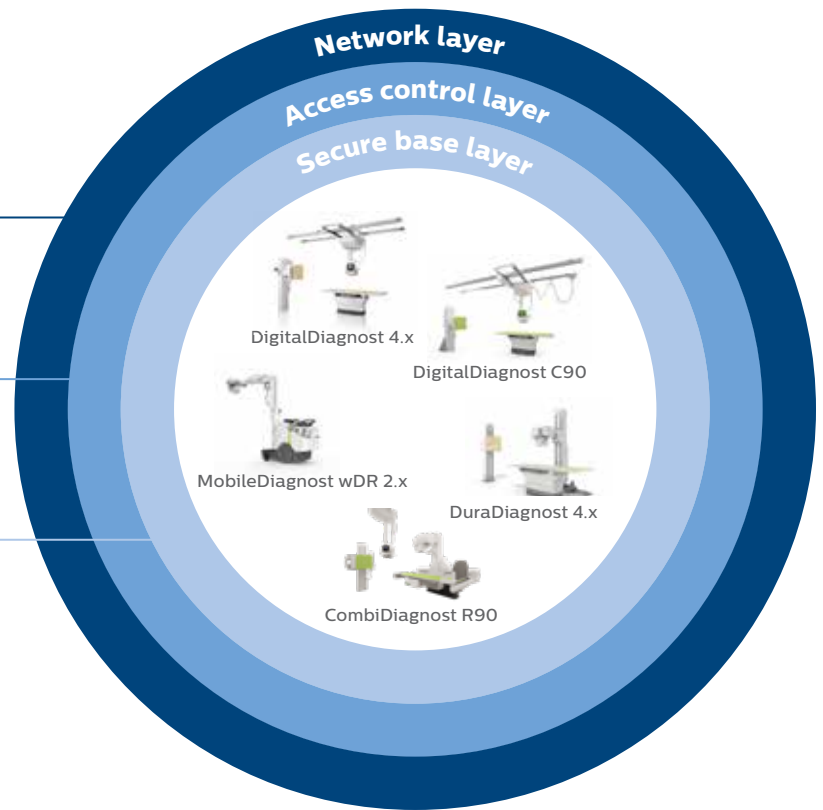 Network layer
Access control layer
Secure base layer
DigitalDiagnost 4.x
DigitalDiagnost C90
MobileDiagnost wDR 2.x
DuraDiagnost 4.x
CombiDiagnost R90